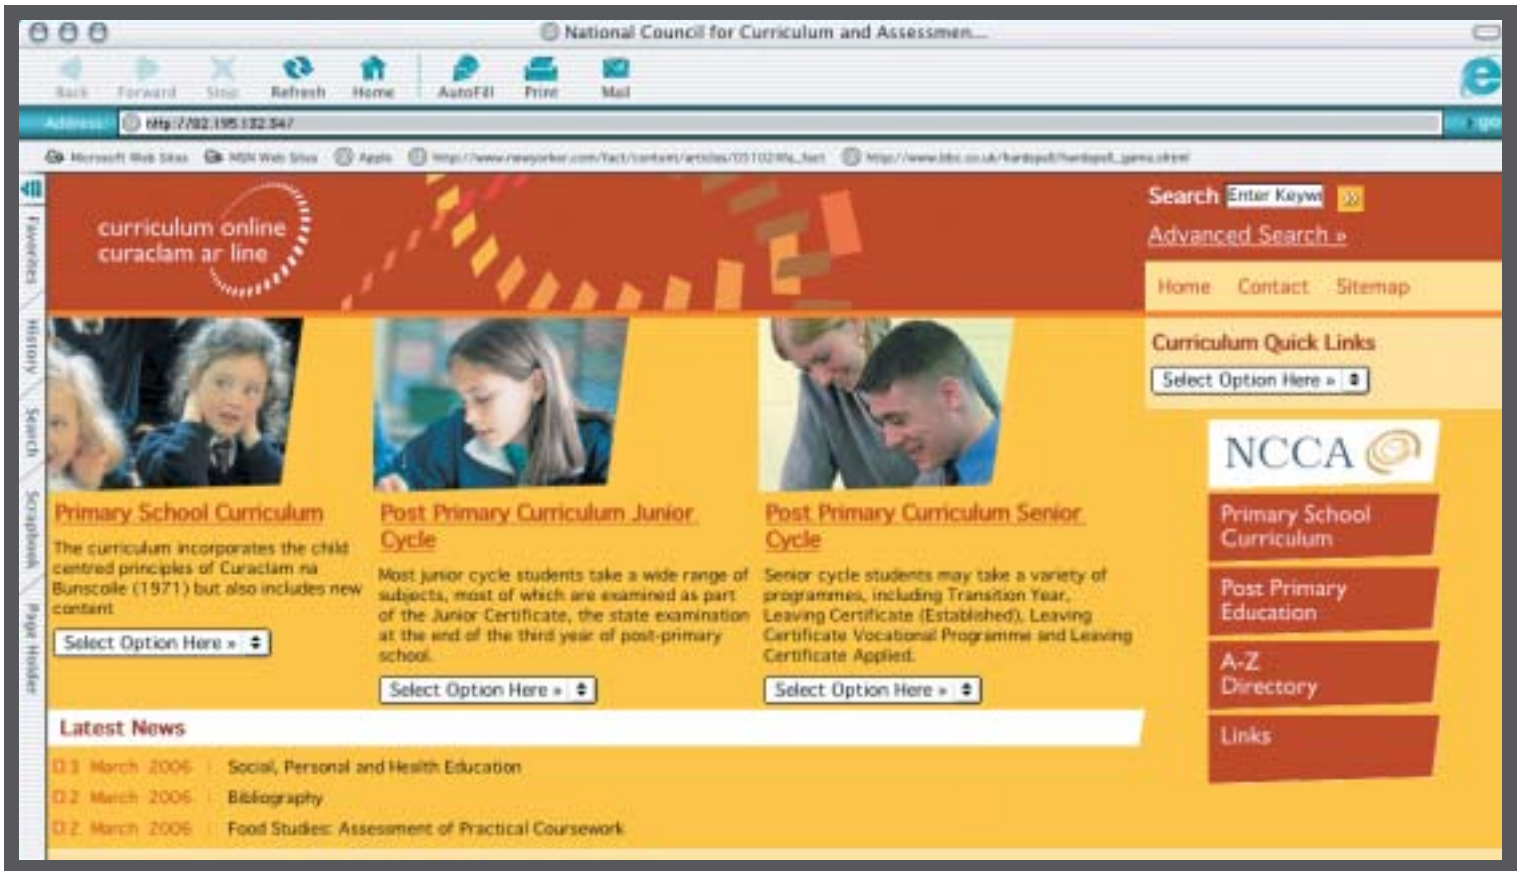 National Council for Curriculum and Assessmen...
Back Forward Stop Refresh Home AutoFill Print Mail
Address: http://82.195.132.34/ go
Microsoft Web Sites MSN Web Sites Apple
Favorites
History
Search
Scrapbook
Page Holder
curriculum online
curaclam ar line
Search Enter Keyw »
Advanced Search »
Home Contact Sitemap
Curriculum Quick Links
Select Option Here »
NCCA
Primary School
Curriculum
Post Primary
Education
A-Z
Directory
Links
Primary School Curriculum
The curriculum incorporates the child
centred principles of Curaclam na
Bunscoile (1971) but also includes new
content
Select Option Here »
Post Primary Curriculum Junior
Cycle
Most junior cycle students take a wide range of
subjects, most of which are examined as part
of the Junior Certificate, the state examination
at the end of the third year of post-primary
school.
Select Option Here »
Post Primary Curriculum Senior
Cycle
Senior cycle students may take a variety of
programmes, including Transition Year,
Leaving Certificate (Established), Leaving
Certificate Vocational Programme and Leaving
Certificate Applied.
Select Option Here »
Latest News
03 March 2006 | Social, Personal and Health Education
02 March 2006 | Bibliography
02 March 2006 | Food Studies: Assessment of Practical Coursework